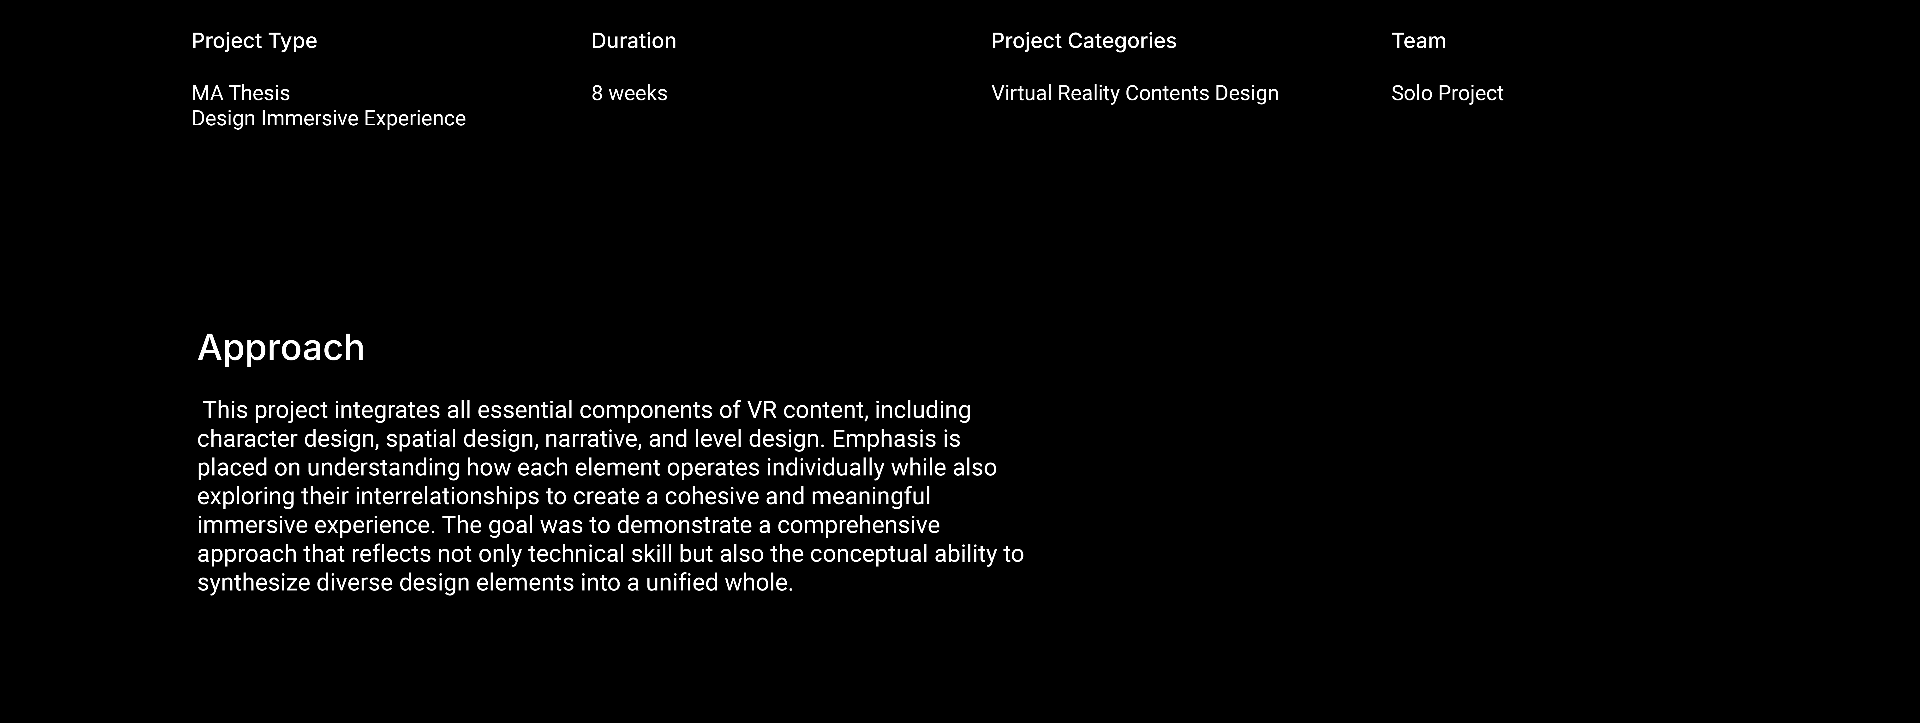 Project Type
Duration
Project Categories
Team
MA Thesis
Design Immersive Experience
8 weeks
Virtual Reality Contents Design
Solo Project
Approach
This project integrates all essential components of VR content, including
character design, spatial design, narrative, and level design. Emphasis is
placed on understanding how each element operates individually while also
exploring their interrelationships to create a cohesive and meaningful
immersive experience. The goal was to demonstrate a comprehensive
approach that reflects not only technical skill but also the conceptual ability to
synthesize diverse design elements into a unified whole.